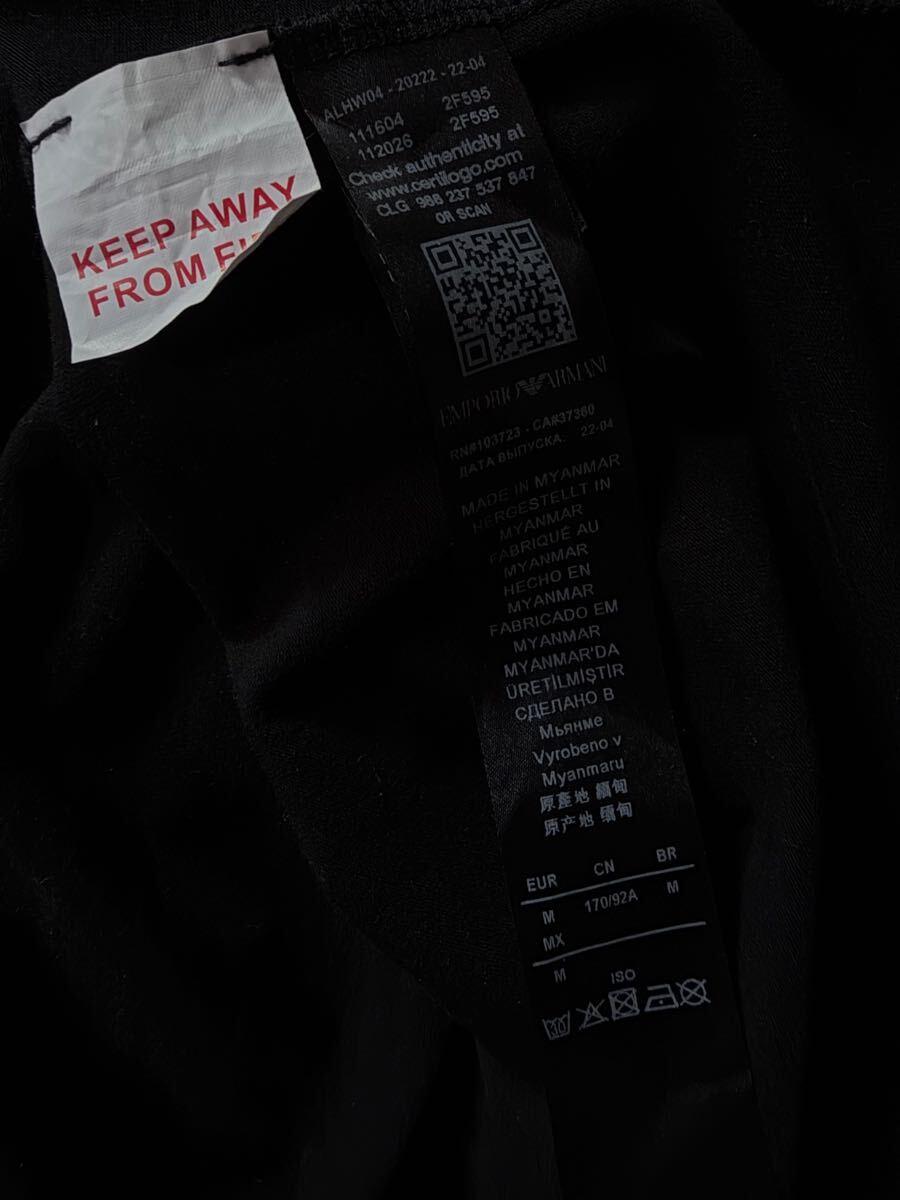 KEEP AWAY
FROM
ALHW04 - 20222 - 22-04
111604 2F595
112026 2F595
Check authenticity at
www.certilogo.com
CLG 988 237 537 847
OR SCAN
EMPORIO ARMANI
RN#103723 - CA#37360
ДАТА ВЫПУСКА. 22-04
MADE IN MYANMAR
HERGESTELLT IN
MYANMAR
FABRIQUÉ AU
MYANMAR
HECHO EN
MYANMAR
FABRICADO EM
MYANMAR
MYANMAR'DA
ÜRETİLMİŞTİR
СДЕЛАНО В
Мьянме
Vyrobeno v
Myanmaru
原產地 緬甸
原产地 缅甸
EUR CN BR
M 170/92A M
MX
M
ISO